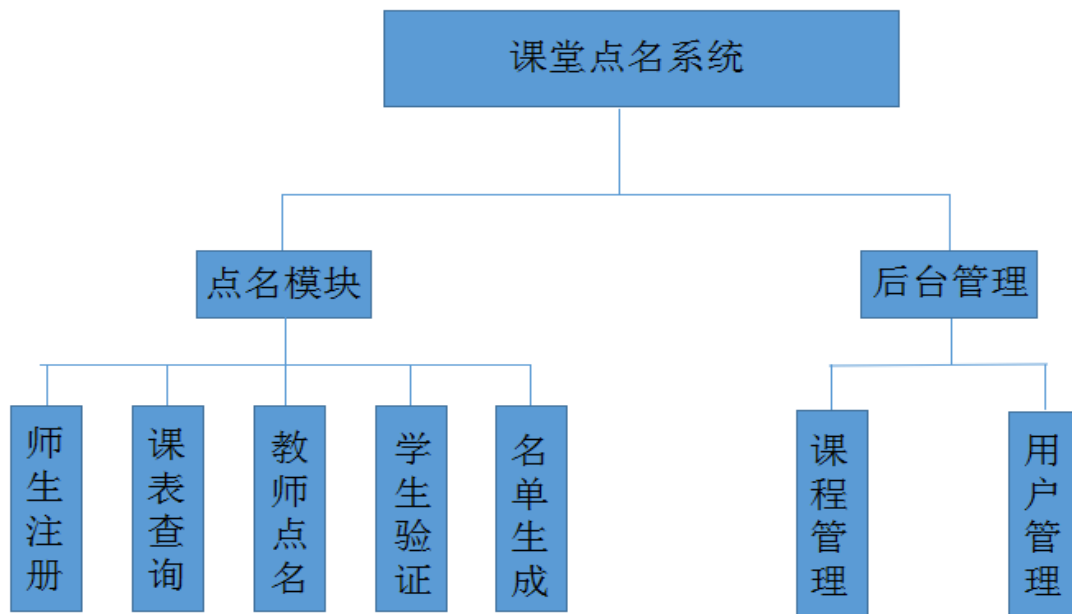 课堂点名系统
点名模块
后台管理
师生注册
课表查询
教师点名
学生验证
名单生成
课程管理
用户管理